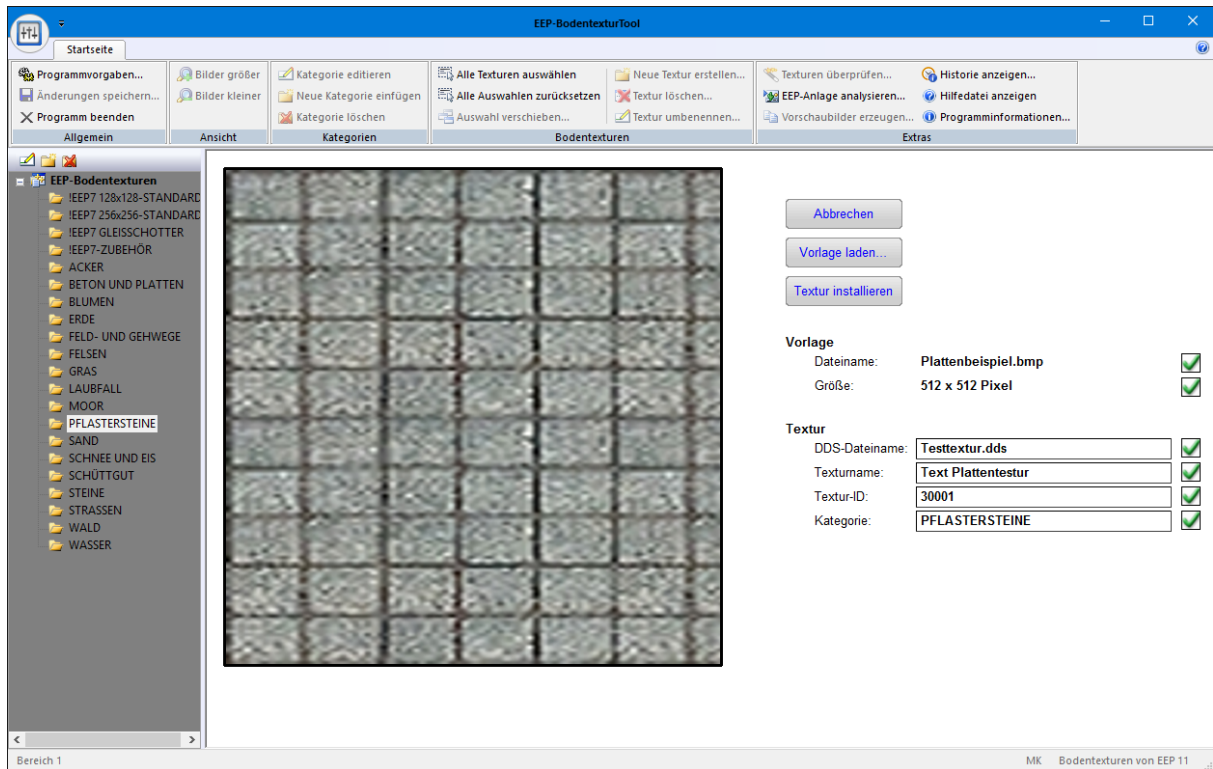 EEP-BodentexturTool
Startseite
Programmvorgaben...
Änderungen speichern...
Programm beenden
Allgemein
Bilder größer
Bilder kleiner
Ansicht
Kategorie editieren
Neue Kategorie einfügen
Kategorie löschen
Kategorien
Alle Texturen auswählen
Alle Auswahlen zurücksetzen
Auswahl verschieben...
Neue Textur erstellen...
Textur löschen...
Textur umbenennen...
Bodentexturen
Texturen überprüfen...
EEP-Anlage analysieren...
Vorschaubilder erzeugen...
Historie anzeigen...
Hilfedatei anzeigen
Programminformationen...
Extras
EEP-Bodentexturen
!EEP7 128x128-STANDARD
!EEP7 256x256-STANDARD
!EEP7 GLEISSCHOTTER
!EEP7-ZUBEHÖR
ACKER
BETON UND PLATTEN
BLUMEN
ERDE
FELD- UND GEHWEGE
FELSEN
GRAS
LAUBFALL
MOOR
PFLASTERSTEINE
SAND
SCHNEE UND EIS
SCHÜTTGUT
STEINE
STRASSEN
WALD
WASSER
Abbrechen
Vorlage laden...
Textur installieren
Vorlage
Dateiname: Plattenbeispiel.bmp
Größe: 512 x 512 Pixel
Textur
DDS-Dateiname: Testtextur.dds
Texturname: Text Plattentestur
Textur-ID: 30001
Kategorie: PFLASTERSTEINE
Bereich 1
MK Bodentexturen von EEP 11